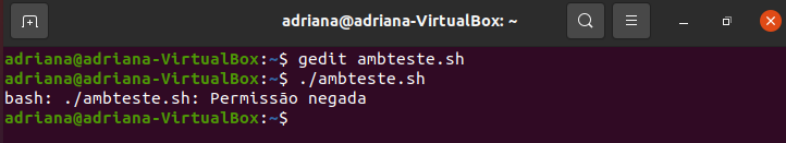 adriana@adriana-VirtualBox: ~
adriana@adriana-VirtualBox:~$ gedit ambteste.sh
adriana@adriana-VirtualBox:~$ ./ambteste.sh
bash: ./ambteste.sh: Permissão negada
adriana@adriana-VirtualBox:~$